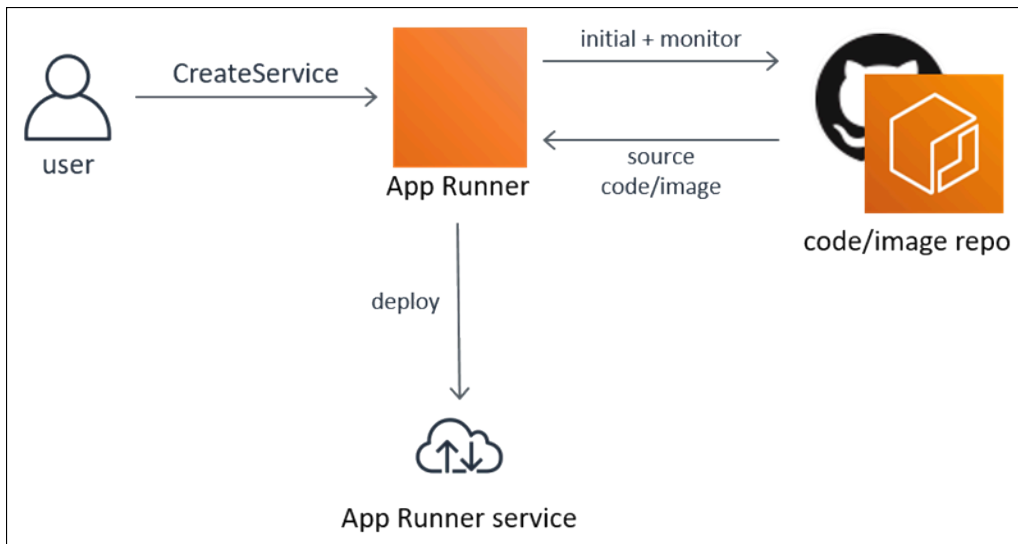 CreateService
initial + monitor
user
App Runner
source
code/image
code/image repo
deploy
App Runner service